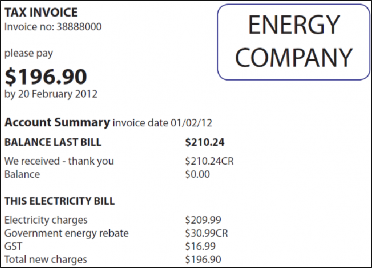 TAX INVOICE
Invoice no: 38888000
ENERGY
COMPANY
please pay
$196.90
by 20 February 2012
Account Summary invoice date 01/02/12
BALANCE LAST BILL $210.24
We received - thank you $210.24CR
Balance $0.00
THIS ELECTRICITY BILL
Electricity charges $209.99
Government energy rebate $30.99CR
GST $16.99
Total new charges $196.90